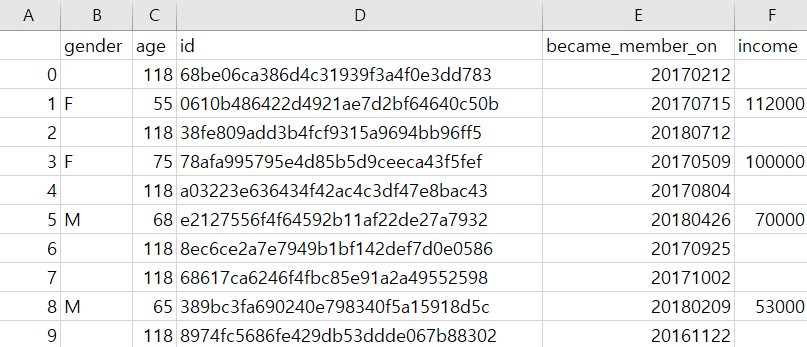 A B C D E F
gender age id became_member_on income
0 118 68be06ca386d4c31939f3a4f0e3dd783 20170212
1 F 55 0610b486422d4921ae7d2bf64640c50b 20170715 112000
2 118 38fe809add3b4fcf9315a9694bb96ff5 20180712
3 F 75 78afa995795e4d85b5d9ceeca43f5fef 20170509 100000
4 118 a03223e636434f42ac4c3df47e8bac43 20170804
5 M 68 e2127556f4f64592b11af22de27a7932 20180426 70000
6 118 8ec6ce2a7e7949b1bf142def7d0e0586 20170925
7 118 68617ca6246f4fbc85e91a2a49552598 20171002
8 M 65 389bc3fa690240e798340f5a15918d5c 20180209 53000
9 118 8974fc5686fe429db53ddde067b88302 20161122